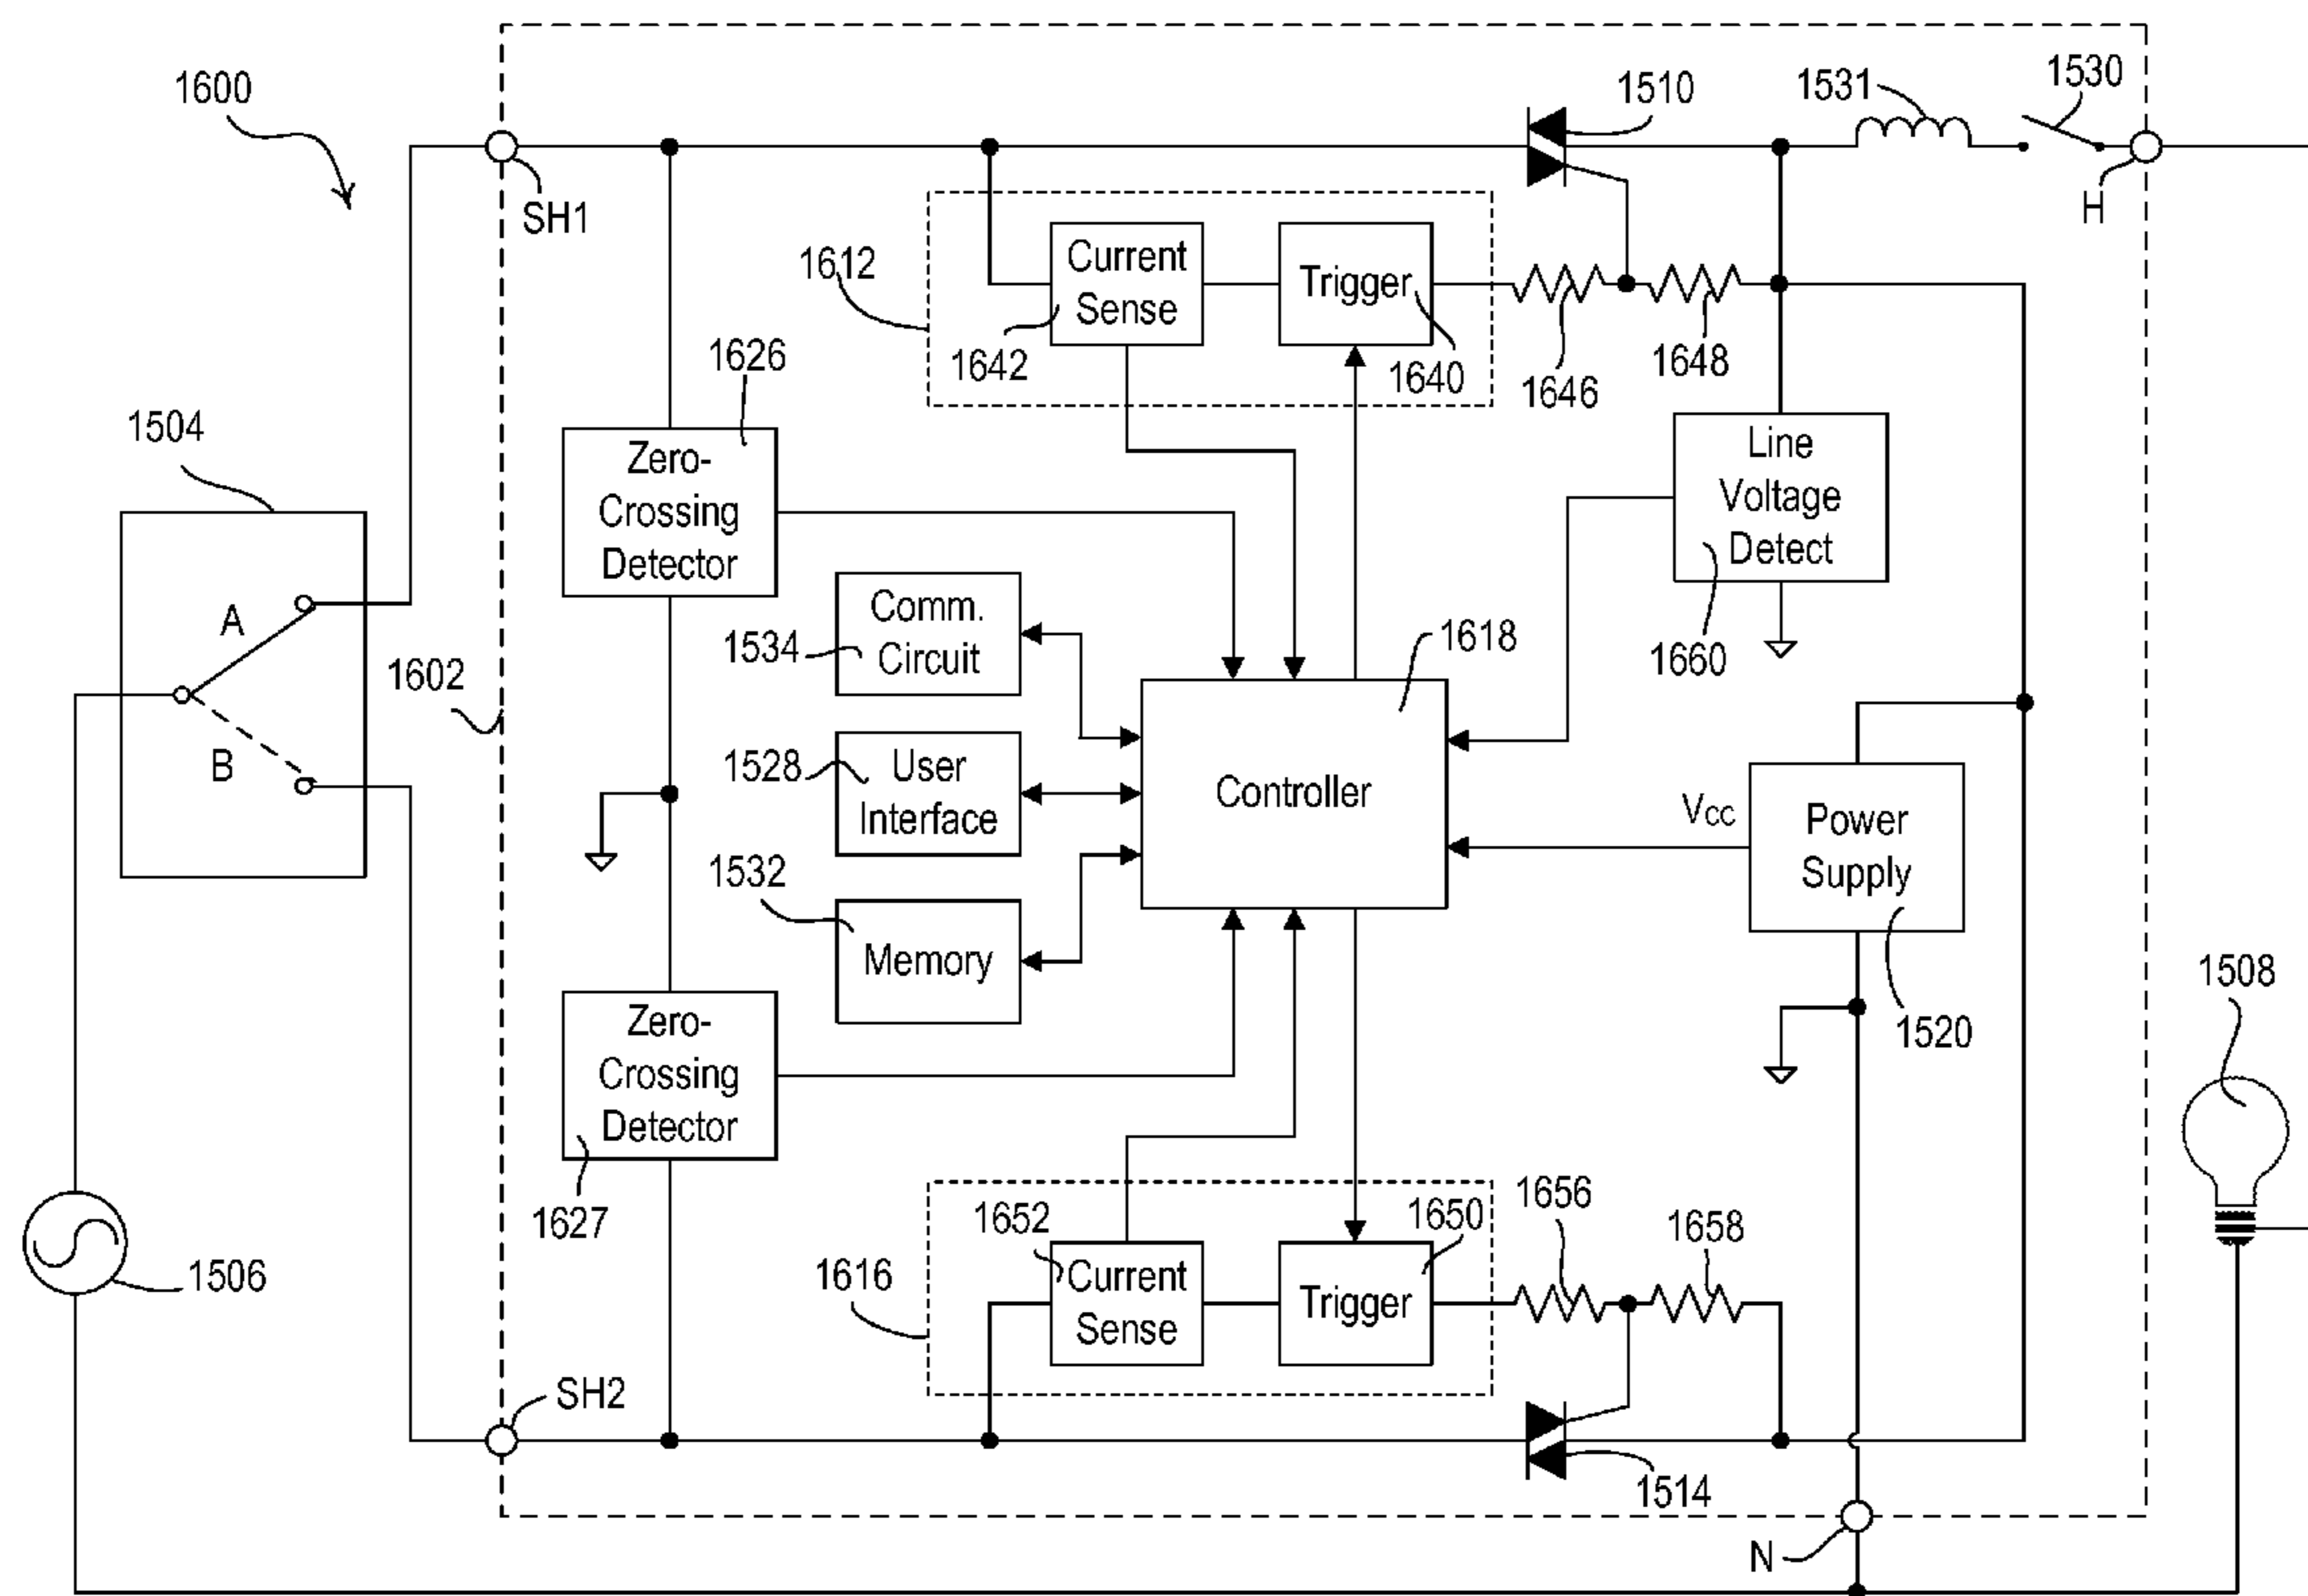 1600
1510
1531
1530
SH1
H
1612
Current
Sense
Trigger
1642
1640
1646
1648
1626
1504
Zero-
Crossing
Detector
Line
Voltage
Detect
A
Comm.
Circuit
1534
1618
1660
1602
B
1528
User
Interface
Controller
Vcc
Power
Supply
1532
Memory
1508
Zero-
Crossing
Detector
1520
1627
1652
1650
1656
1658
1506
1616
Current
Sense
Trigger
SH2
1514
N